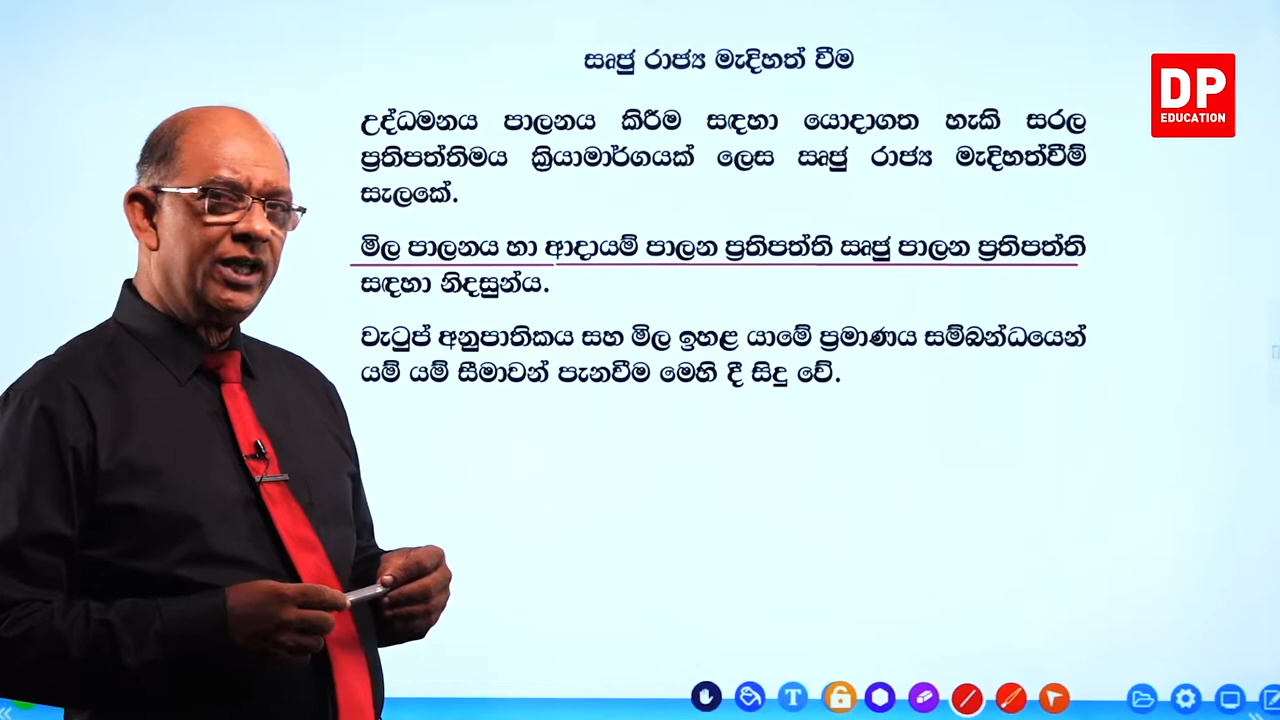 සෘජු රාජ්‍ය මැදිහත් වීම
DP
EDUCATION
උද්ධමනය පාලනය කිරීම සඳහා යොදාගත හැකි සරල
ප්‍රතිපත්තිමය ක්‍රියාමාර්ගයක් ලෙස සෘජු රාජ්‍ය මැදිහත්වීම්
සැලකේ.
මිල පාලනය හා ආදායම් පාලන ප්‍රතිපත්ති සෘජු පාලන ප්‍රතිපත්ති
සඳහා නිදසුන්ය.
වැටුප් අනුපාතිකය සහ මිල ඉහළ යාමේ ප්‍රමාණය සම්බන්ධයෙන්
යම් යම් සීමාවන් පැනවීම මෙහි දී සිදු වේ.
T